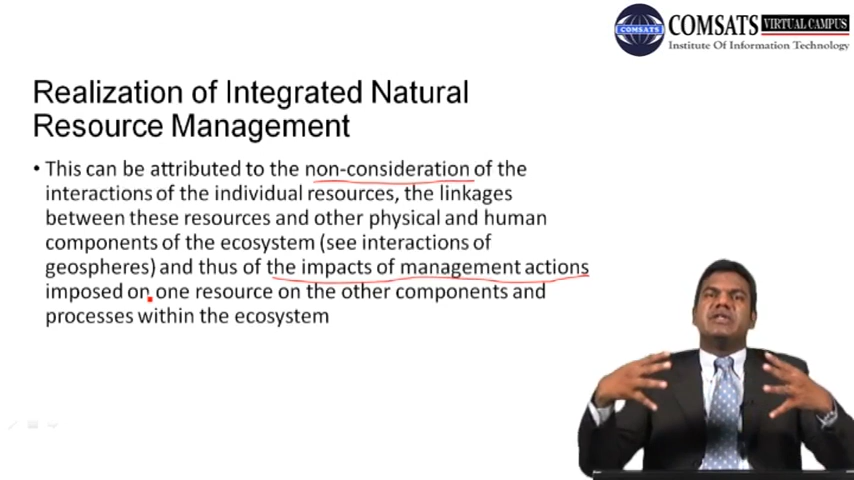 COMSATS VIRTUAL CAMPUS
COMSATS
Institute Of Information Technology
Realization of Integrated Natural
Resource Management
• This can be attributed to the non-consideration of the
interactions of the individual resources, the linkages
between these resources and other physical and human
components of the ecosystem (see interactions of
geospheres) and thus of the impacts of management actions
imposed on one resource on the other components and
processes within the ecosystem